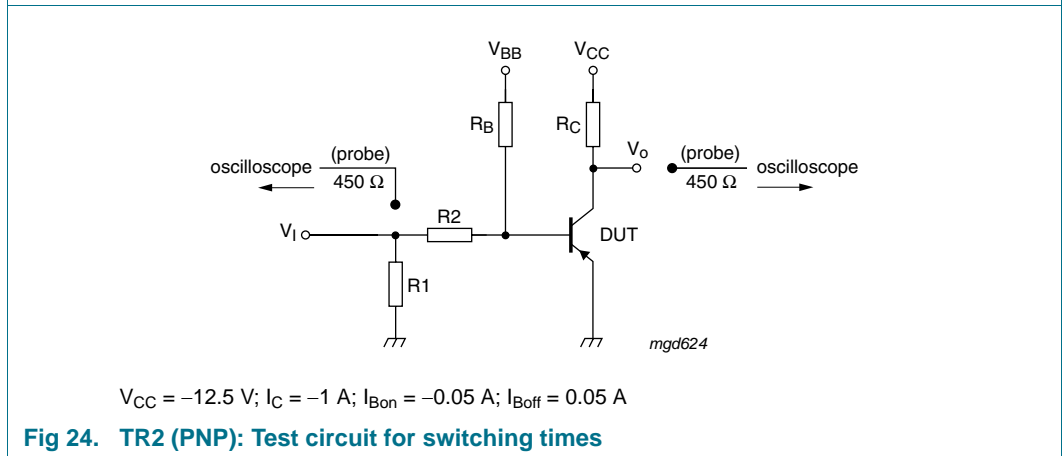 VBB VCC
RB RC
oscilloscope (probe) 450 Ω
Vo (probe) 450 Ω oscilloscope
VI R2 DUT
R1
mgd624
VCC = −12.5 V; IC = −1 A; IBon = −0.05 A; IBoff = 0.05 A
Fig 24. TR2 (PNP): Test circuit for switching times